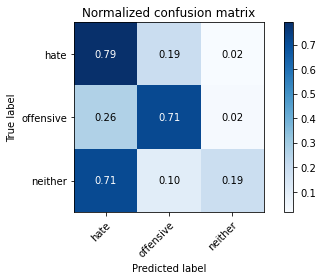 Normalized confusion matrix
True label
hate
0.79 0.19 0.02
offensive
0.26 0.71 0.02
neither
0.71 0.10 0.19
hate
offensive
neither
Predicted label
0.7
0.6
0.5
0.4
0.3
0.2
0.1